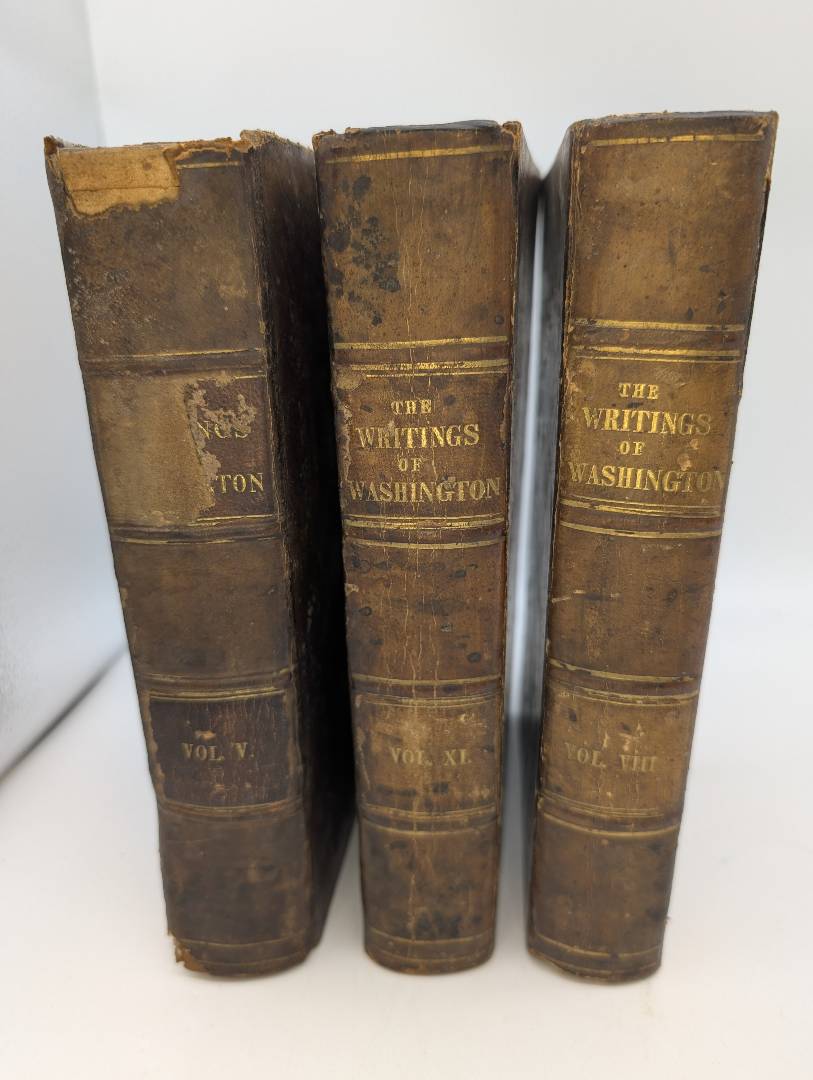 NGS
TON
VOL. V.
THE
WRITINGS
OF
WASHINGTON
VOL. XI.
THE
WRITINGS
OF
WASHINGTON
VOL. VIII